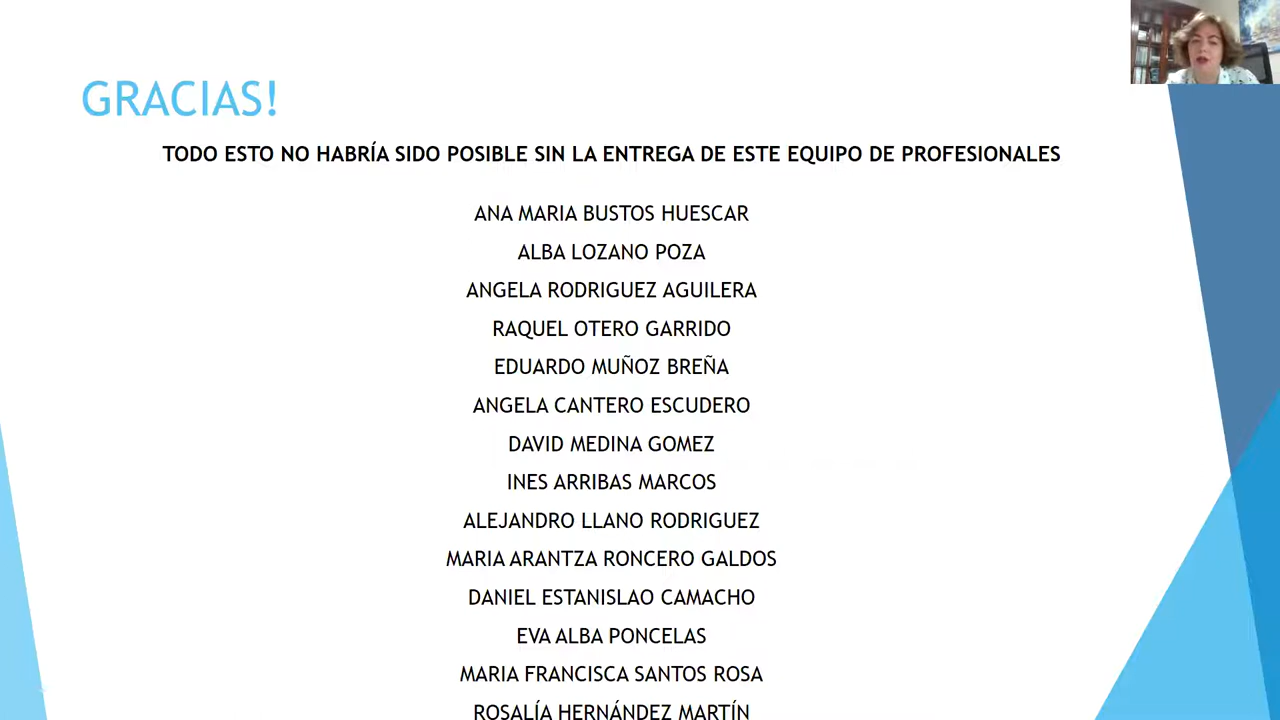 GRACIAS!
TODO ESTO NO HABRÍA SIDO POSIBLE SIN LA ENTREGA DE ESTE EQUIPO DE PROFESIONALES
ANA MARIA BUSTOS HUESCAR
ALBA LOZANO POZA
ANGELA RODRIGUEZ AGUILERA
RAQUEL OTERO GARRIDO
EDUARDO MUÑOZ BREÑA
ANGELA CANTERO ESCUDERO
DAVID MEDINA GOMEZ
INES ARRIBAS MARCOS
ALEJANDRO LLANO RODRIGUEZ
MARIA ARANTZA RONCERO GALDOS
DANIEL ESTANISLAO CAMACHO
EVA ALBA PONCELAS
MARIA FRANCISCA SANTOS ROSA
ROSALÍA HERNÁNDEZ MARTÍN